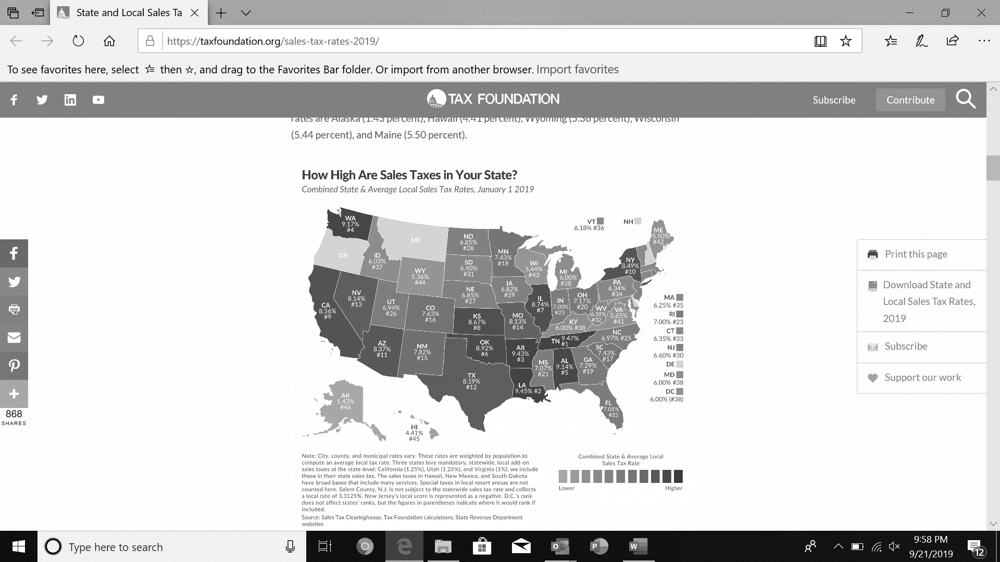 State and Local Sales Ta
https://taxfoundation.org/sales-tax-rates-2019/
To see favorites here, select then , and drag to the Favorites Bar folder. Or import from another browser. Import favorites
TAX FOUNDATION
Subscribe
Contribute
rates are Alaska (1.43 percent), Hawaii (4.41 percent), Wyoming (5.36 percent), Wisconsin
(5.44 percent), and Maine (5.50 percent).
How High Are Sales Taxes in Your State?
Combined State & Average Local Sales Tax Rates, January 1 2019
WA
9.17%
#4
MT
OR
ID
6.03%
#37
WY
5.36%
#44
ND
6.85%
#28
SD
6.40%
#31
NE
6.85%
#27
MN
7.43%
#18
IA
6.82%
#29
WI
5.44%
#43
MI
6.00%
#38
VT
6.18% #36
NH
ME
5.50%
#42
NY
8.49%
#10
PA
6.34%
#34
CA
8.56%
#9
NV
8.14%
#13
UT
6.94%
#26
CO
7.63%
#16
KS
8.67%
#8
MO
8.13%
#14
IL
8.74%
#7
IN
7.00%
#23
OH
7.17%
#20
WV
6.39%
#32
VA
5.65%
#41
KY
6.00% #38
NC
6.97% #25
TN 9.47%
#1
SC
7.43%
#17
AZ
8.37%
#11
NM
7.82%
#15
OK
8.92%
#6
AR
9.43%
#3
MS
7.07%
#21
AL
9.14%
#5
GA
7.29%
#19
TX
8.19%
#12
LA
9.45% #2
FL
7.05%
#22
AK
1.43%
#46
HI
4.41%
#45
MA
6.25% #35
RI
7.00% #23
CT
6.35% #33
NJ
6.60% #30
DE
MD
6.00% #38
DC
6.00% (#38)
Note: City, county, and municipal rates vary. These rates are weighted by population to
compute an average local tax rate. Three states levy mandatory, statewide, local add-on
sales taxes at the state level: California (1.25%), Utah (1.25%), and Virginia (1%); we include
these in their state sales tax. The sales taxes in Hawaii, New Mexico, and South Dakota
have broad bases that include many services. Special taxes in local resort aresas are not
counted here. Salem County, N.J. is not subject to the statewide sales tax rate and collects
a local rate of 3.3125%. New Jersey's local score is represented as a negative. D.C.'s rank
does not affect states' ranks, but the figures in parentheses indicate where it would rank if
included.
Source: Sales Tax Clearinghouse, Tax Foundation calculations, State Revenue Department
websites
Combined State & Average Local
Sales Tax Rate
Lower
Higher
868
SHARES
Print this page
Download State and
Local Sales Tax Rates,
2019
Subscribe
Support our work
Type here to search
9:58 PM
9/21/2019
12